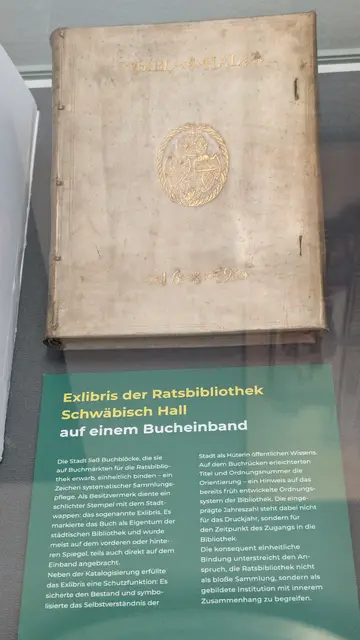 Exlibris der Ratsbibliothek
Schwäbisch Hall
auf einem Bucheinband
Die Stadt ließ Buchblöcke, die sie
auf Buchmärkten für die Ratsbiblio-
thek erwarb, einheitlich binden – ein
Zeichen systematischer Sammlungs-
pflege. Als Besitzvermerk diente ein
schlichter Stempel mit dem Stadt-
wappen: das sogenannte Exlibris. Es
markierte das Buch als Eigentum der
städtischen Bibliothek und wurde
meist auf dem vorderen oder hinte-
ren Spiegel, teils auch direkt auf dem
Einband angebracht.
Neben der Katalogisierung erfüllte
das Exlibris eine Schutzfunktion: Es
sicherte den Bestand und symbo-
lisierte das Selbstverständnis der
Stadt als Hüterin öffentlichen Wissens.
Auf dem Buchrücken erleichterten
Titel und Ordnungsnummer die
Orientierung – ein Hinweis auf das
bereits früh entwickelte Ordnungs-
system der Bibliothek. Die einge-
prägte Jahreszahl steht dabei nicht
für das Druckjahr, sondern für
den Zeitpunkt des Zugangs in die
Bibliothek.
Die konsequent einheitliche
Bindung unterstreicht den An-
spruch, die Ratsbibliothek nicht
als bloße Sammlung, sondern als
gebildete Institution mit innerem
Zusammenhang zu begreifen.